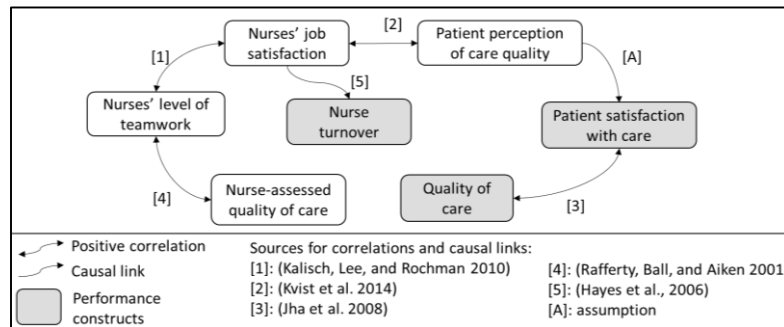 Nurses' job
satisfaction
[2]
Patient perception
of care quality
[1]
[A]
[5]
Nurses' level of
teamwork
Nurse
turnover
Patient satisfaction
with care
[4]
Nurse-assessed
quality of care
Quality of
care
[3]
Positive correlation
Causal link
Performance
constructs
Sources for correlations and causal links:
[1]: (Kalisch, Lee, and Rochman 2010)
[2]: (Kvist et al. 2014)
[3]: (Jha et al. 2008)
[4]: (Rafferty, Ball, and Aiken 2001
[5]: (Hayes et al., 2006)
[A]: assumption